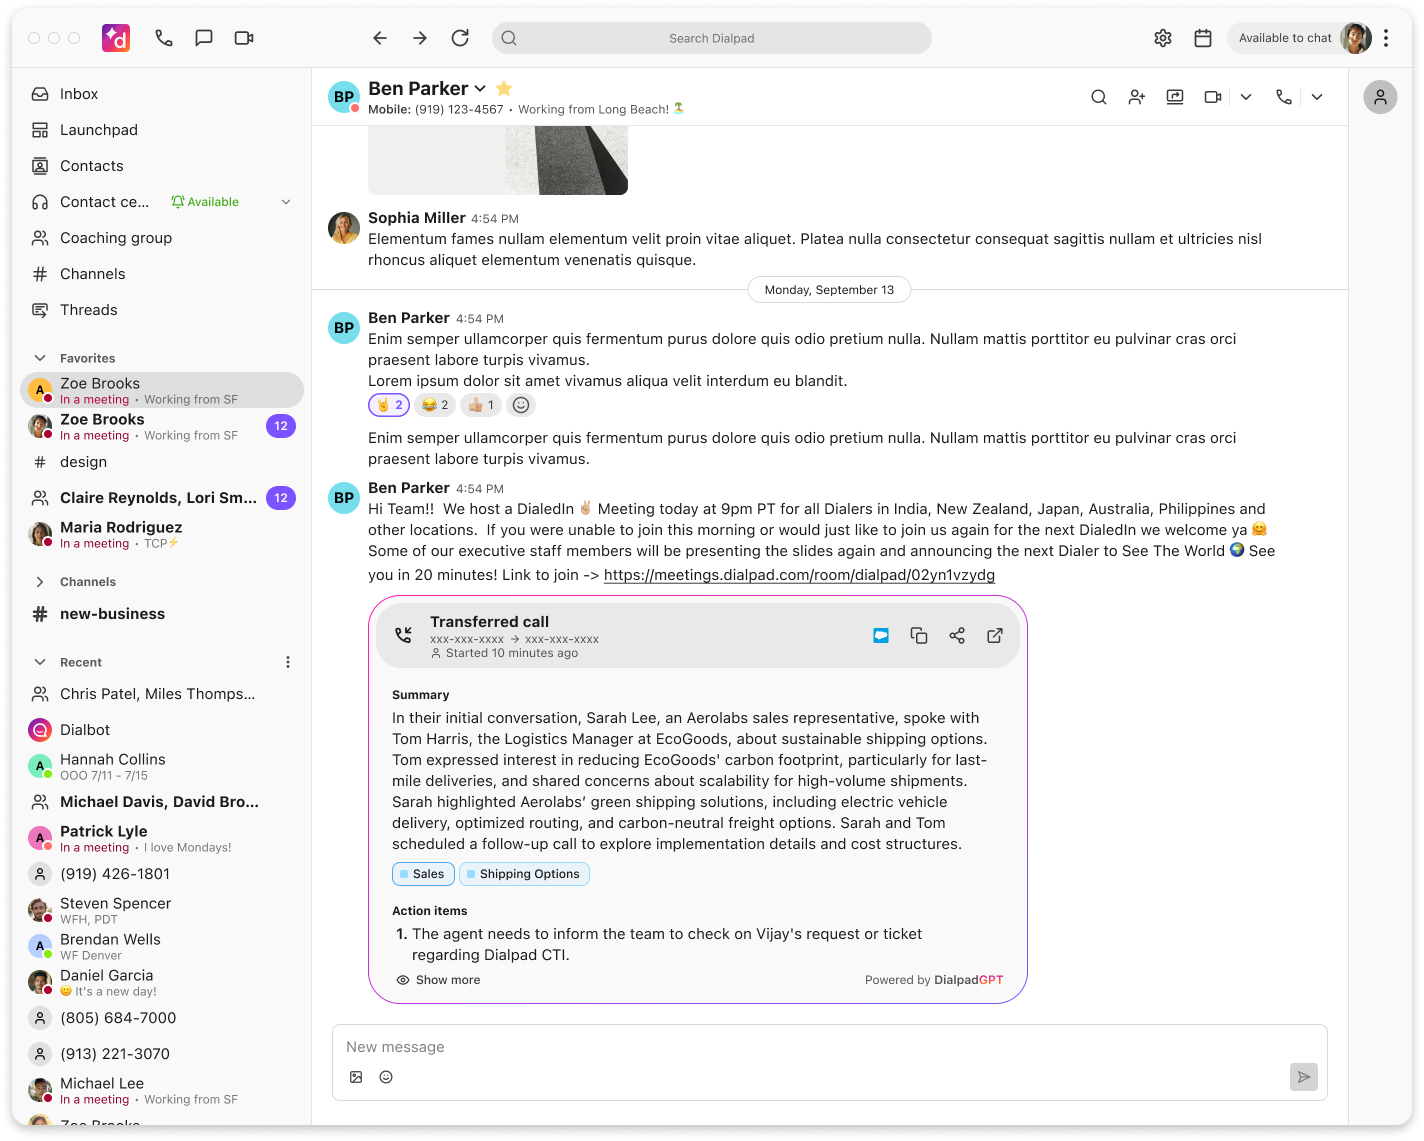 d
Search Dialpad
Available to chat
Inbox
Launchpad
Contacts
Contact ce...
Available
Coaching group
Channels
Threads
Favorites
A
Zoe Brooks
In a meeting • Working from SF
Zoe Brooks
In a meeting • Working from SF
12
# design
Claire Reynolds, Lori Sm...
12
Maria Rodriguez
In a meeting • TCP⚡
Channels
# new-business
Recent
Chris Patel, Miles Thomps...
Dialbot
A
Hannah Collins
OOO 7/11 - 7/15
Michael Davis, David Bro...
A
Patrick Lyle
In a meeting • I love Mondays!
(919) 426-1801
Steven Spencer
WFH, PDT
A
Brendan Wells
WF Denver
Daniel Garcia
😀 It's a new day!
(805) 684-7000
(913) 221-3070
Michael Lee
In a meeting • Working from SF
Zoe Brooks
BP
Ben Parker
Mobile: (919) 123-4567 • Working from Long Beach! 🏝️
Sophia Miller 4:54 PM
Elementum fames nullam elementum velit proin vitae aliquet. Platea nulla consectetur consequat sagittis nullam et ultricies nisl
rhoncus aliquet elementum venenatis quisque.
Monday, September 13
BP
Ben Parker 4:54 PM
Enim semper ullamcorper quis fermentum purus dolore quis odio pretium nulla. Nullam mattis porttitor eu pulvinar cras orci
praesent labore turpis vivamus.
Lorem ipsum dolor sit amet vivamus aliqua velit interdum eu blandit.
🤘 2 😂 2 👍🏼 1
Enim semper ullamcorper quis fermentum purus dolore quis odio pretium nulla. Nullam mattis porttitor eu pulvinar cras orci
praesent labore turpis vivamus.
BP
Ben Parker 4:54 PM
Hi Team!! We host a DialedIn ✌🏼 Meeting today at 9pm PT for all Dialers in India, New Zealand, Japan, Australia, Philippines and
other locations. If you were unable to join this morning or would just like to join us again for the next DialedIn we welcome ya 🤗
Some of our executive staff members will be presenting the slides again and announcing the next Dialer to See The World 🌍 See
you in 20 minutes! Link to join -> https://meetings.dialpad.com/room/dialpad/02yn1vzydg
Transferred call
xxx-xxx-xxxx → xxx-xxx-xxxx
Started 10 minutes ago
Summary
In their initial conversation, Sarah Lee, an Aerolabs sales representative, spoke with
Tom Harris, the Logistics Manager at EcoGoods, about sustainable shipping options.
Tom expressed interest in reducing EcoGoods' carbon footprint, particularly for last-
mile deliveries, and shared concerns about scalability for high-volume shipments.
Sarah highlighted Aerolabs’ green shipping solutions, including electric vehicle
delivery, optimized routing, and carbon-neutral freight options. Sarah and Tom
scheduled a follow-up call to explore implementation details and cost structures.
Sales
Shipping Options
Action items
1. The agent needs to inform the team to check on Vijay's request or ticket
regarding Dialpad CTI.
Show more
Powered by DialpadGPT
New message